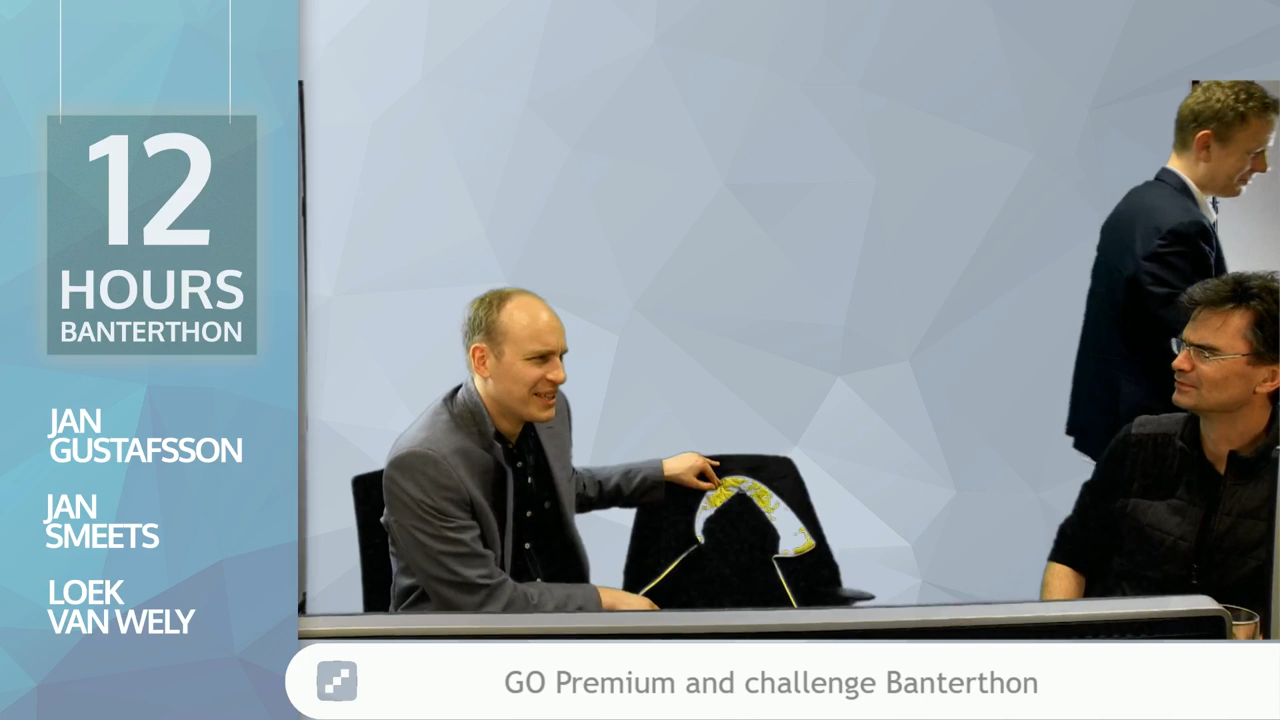 12
HOURS
BANTERTHON
JAN
GUSTAFSSON
JAN
SMEETS
LOEK
VAN WELY
GO Premium and challenge Banterthon